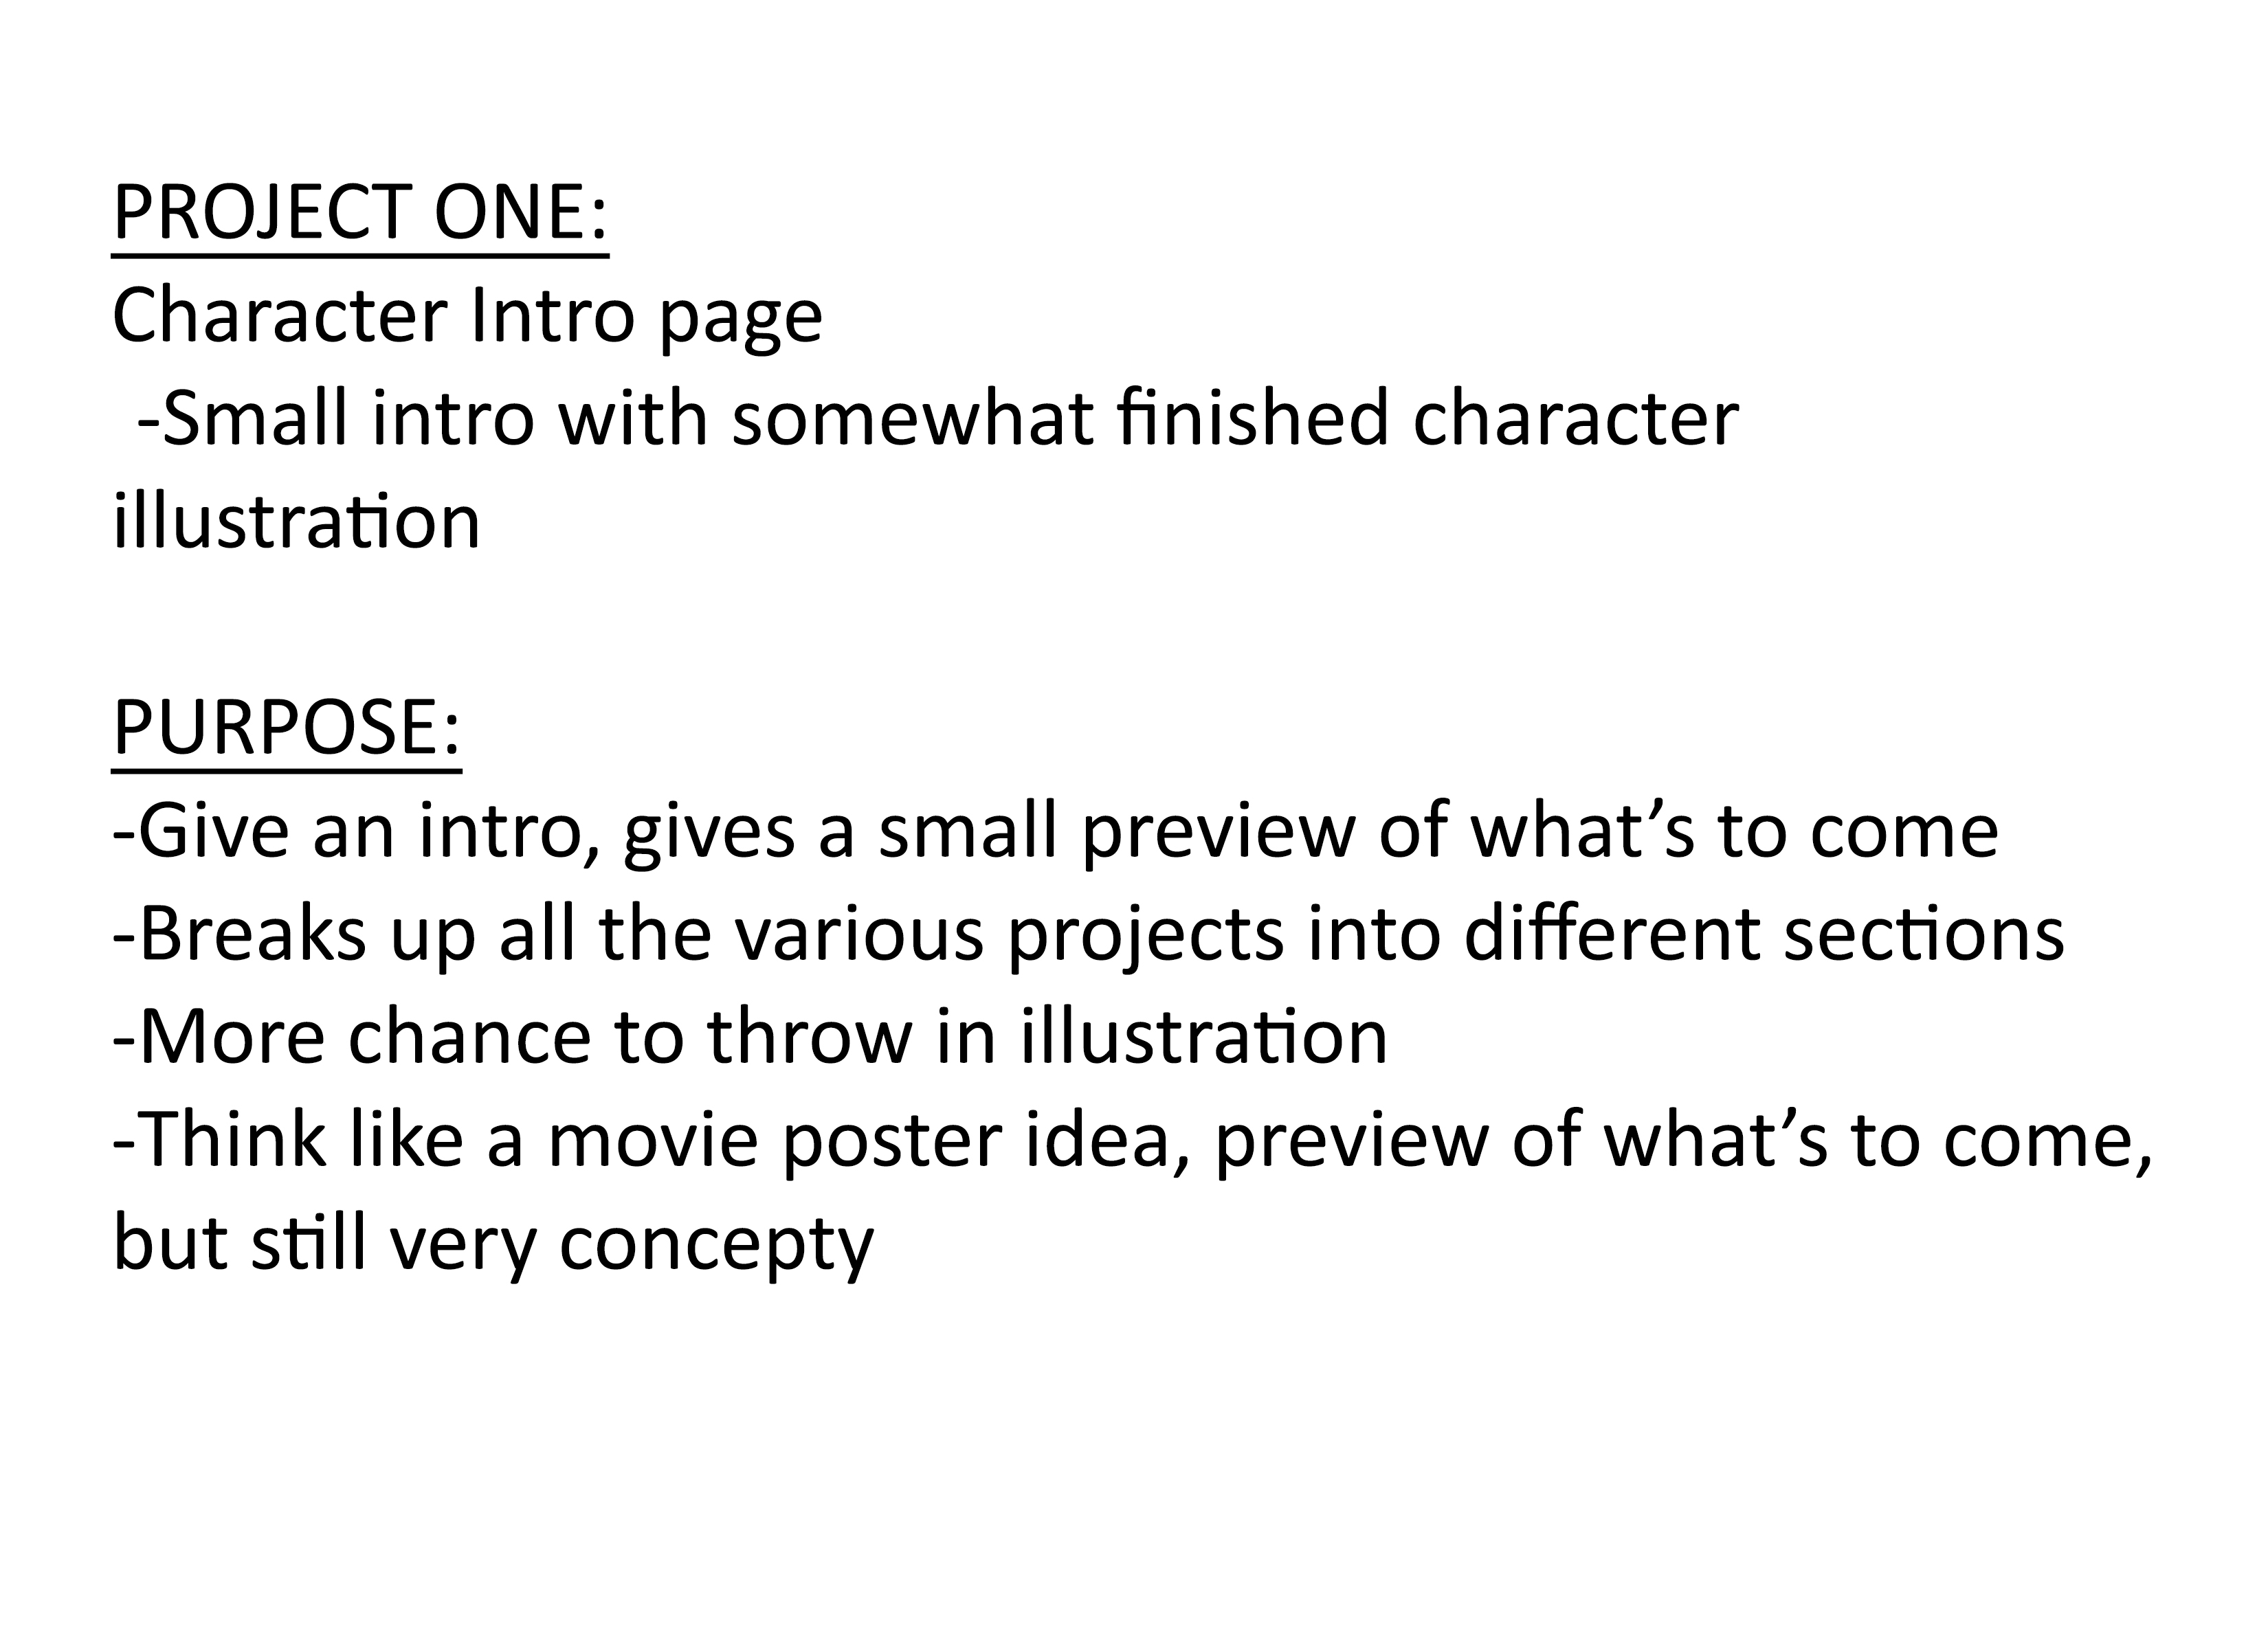 PROJECT ONE:
Character Intro page
-Small intro with somewhat finished character
illustration
PURPOSE:
-Give an intro, gives a small preview of what’s to come
-Breaks up all the various projects into different sections
-More chance to throw in illustration
-Think like a movie poster idea, preview of what’s to come,
but still very concepty